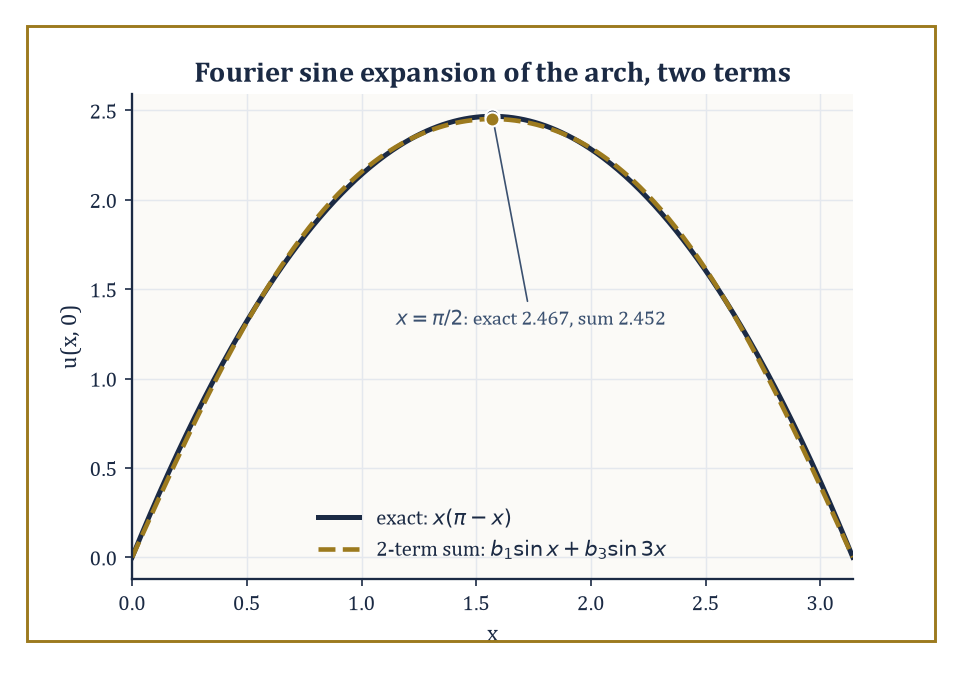 Fourier sine expansion of the arch, two terms
2.5
2.0
1.5
1.0
0.5
0.0
u(x, 0)
x = π/2: exact 2.467, sum 2.452
exact: x(π − x)
2-term sum: b₁sin x + b₃sin 3x
0.0 0.5 1.0 1.5 2.0 2.5 3.0
x